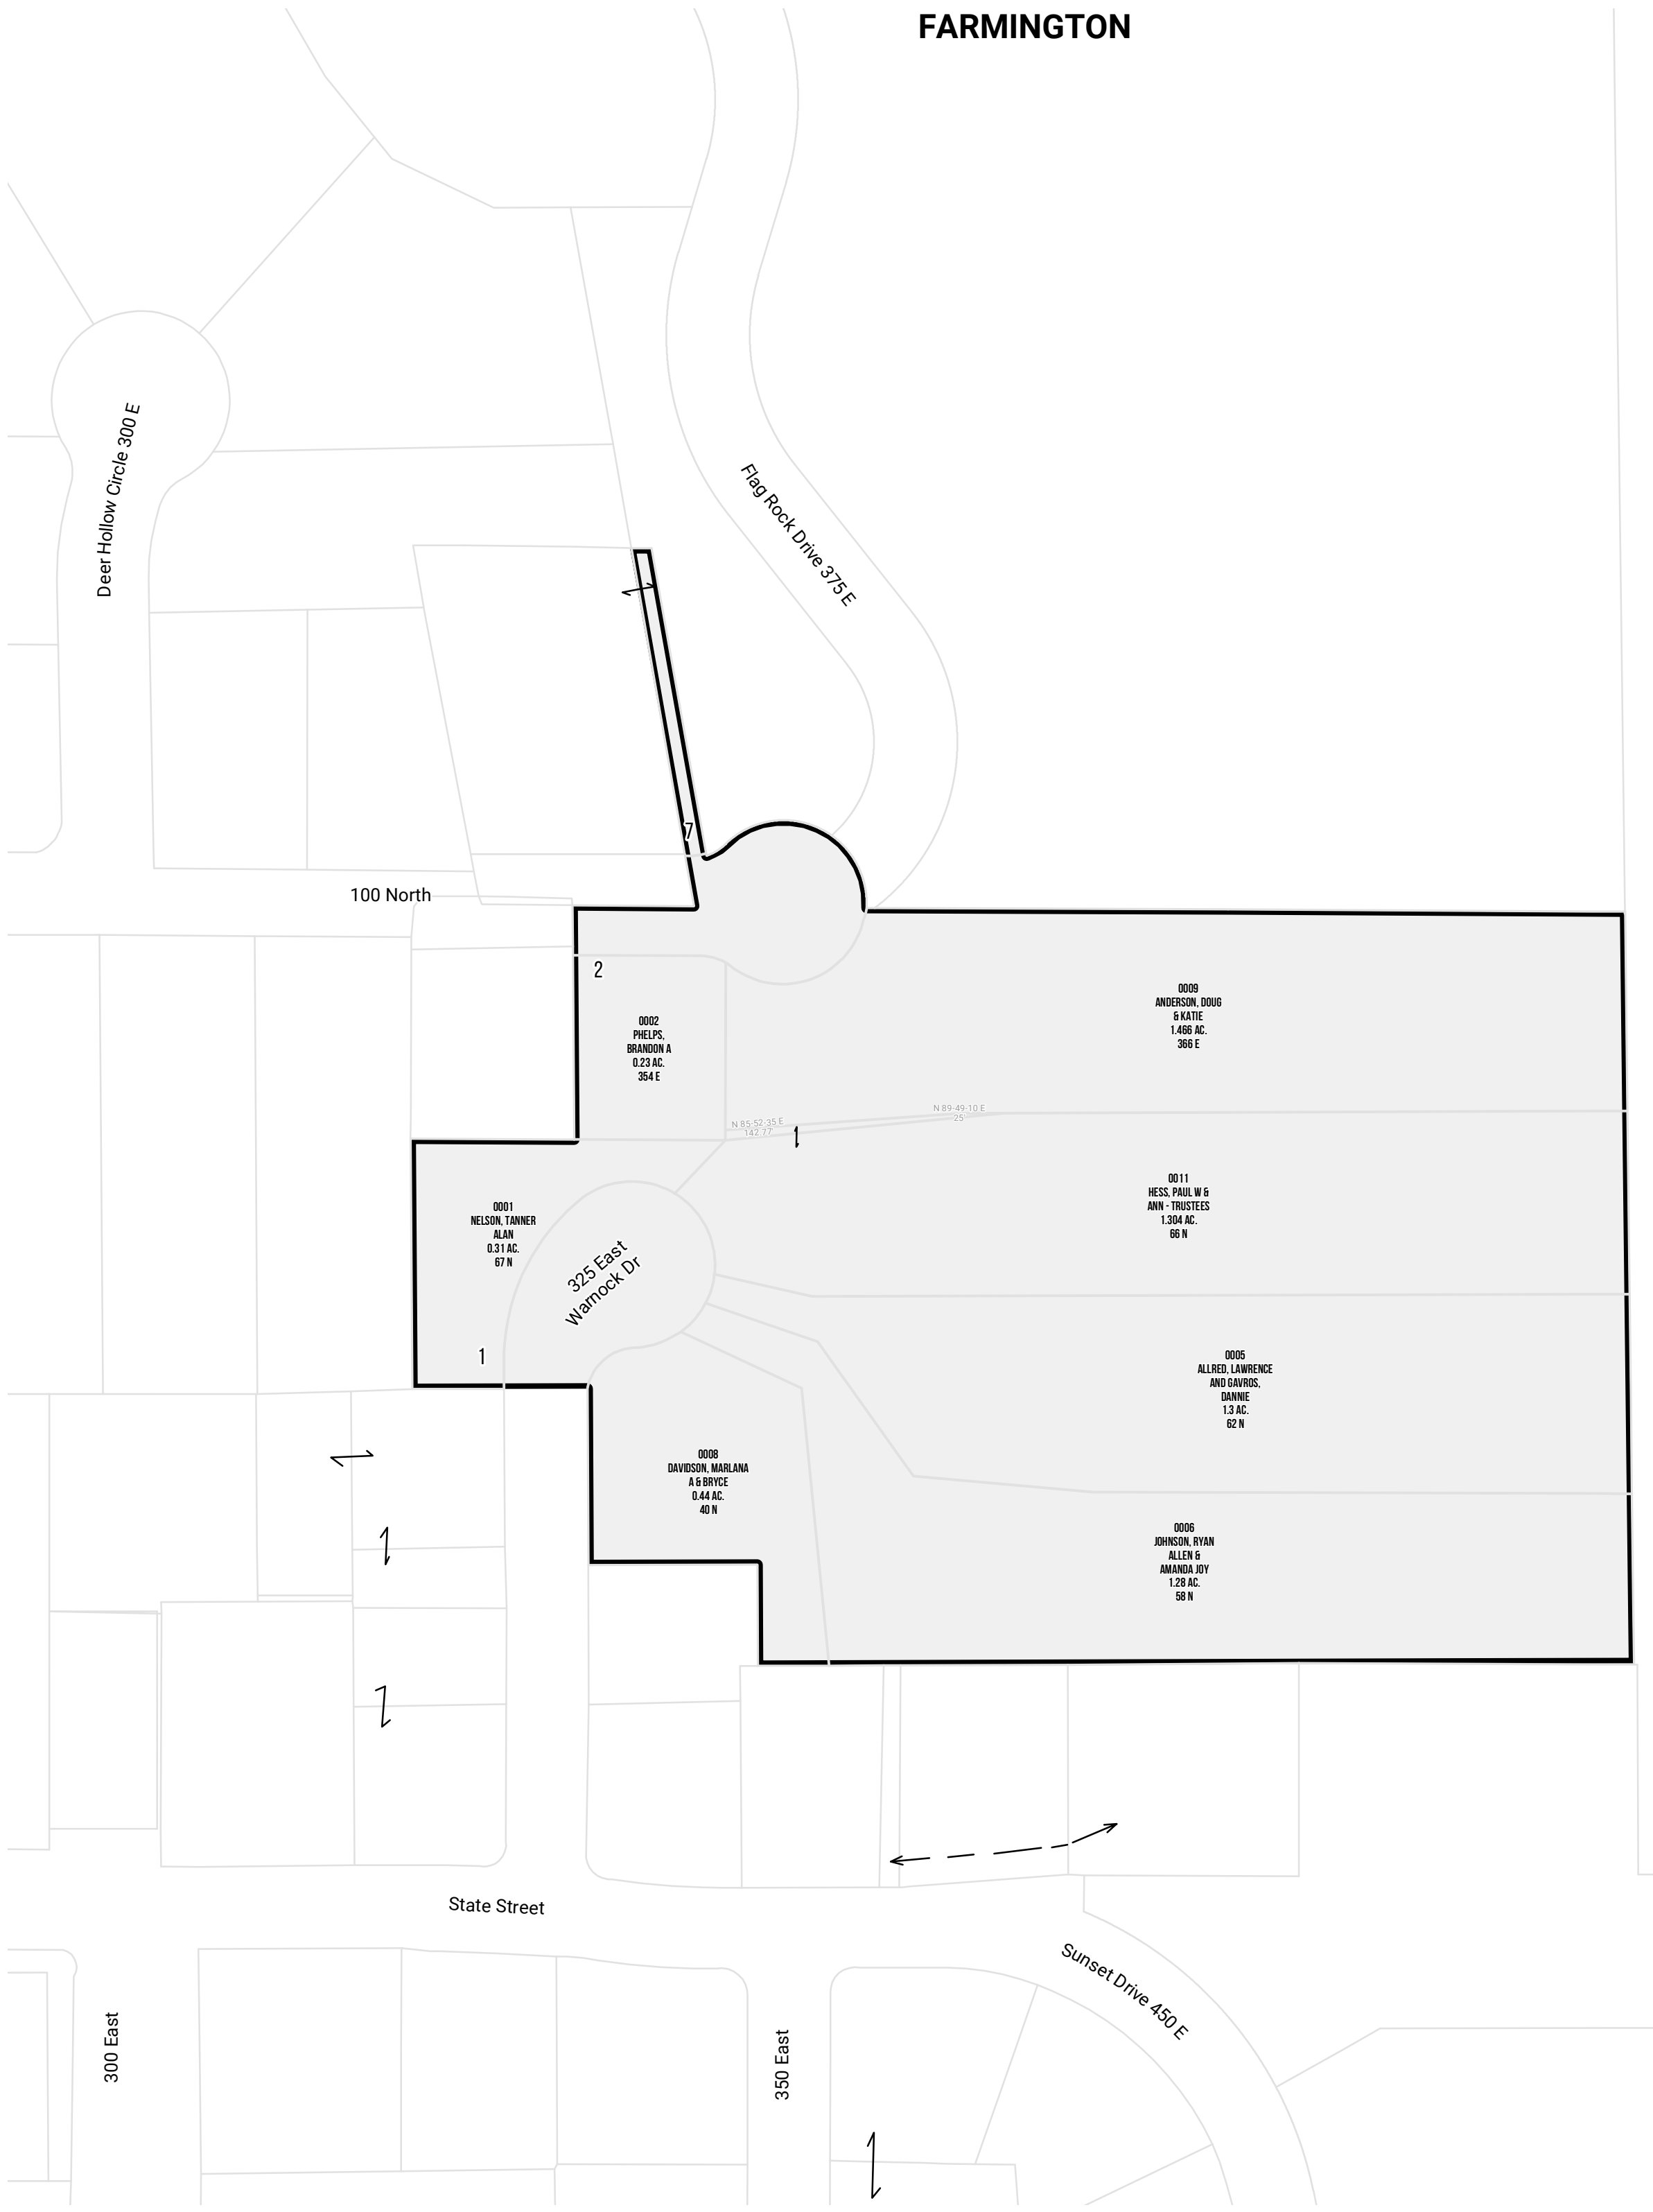 FARMINGTON
Deer Hollow Circle 300 E
Flag Rock Drive 375 E
7
100 North
2
0002
PHELPS,
BRANDON A
0.23 AC.
354 E
0009
ANDERSON, DOUG
& KATIE
1.466 AC.
366 E
N 85-52-35 E
142.77'
N 89-49-10 E
25'
0001
NELSON, TANNER
ALAN
0.31 AC.
67 N
0011
HESS, PAUL W &
ANN - TRUSTEES
1.304 AC.
66 N
325 East
Warnock Dr
1
0005
ALLRED, LAWRENCE
AND GAVROS,
DANNIE
1.3 AC.
62 N
0008
DAVIDSON, MARLANA
A & BRYCE
0.44 AC.
40 N
0006
JOHNSON, RYAN
ALLEN &
AMANDA JOY
1.28 AC.
58 N
State Street
Sunset Drive 450 E
300 East
350 East